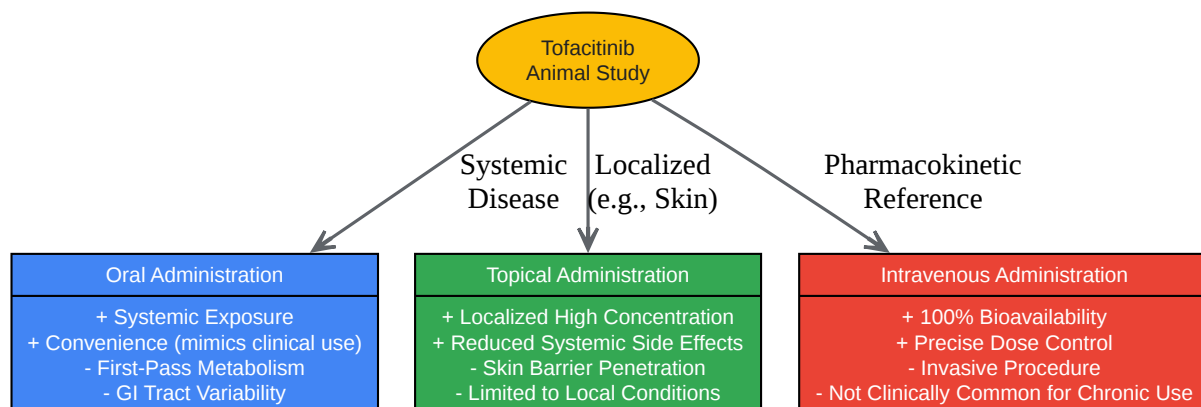 Tofacitinib
Animal Study
Systemic
Disease
Localized
(e.g., Skin)
Pharmacokinetic
Reference
Oral Administration
+ Systemic Exposure
+ Convenience (mimics clinical use)
- First-Pass Metabolism
- GI Tract Variability
Topical Administration
+ Localized High Concentration
+ Reduced Systemic Side Effects
- Skin Barrier Penetration
- Limited to Local Conditions
Intravenous Administration
+ 100% Bioavailability
+ Precise Dose Control
- Invasive Procedure
- Not Clinically Common for Chronic Use